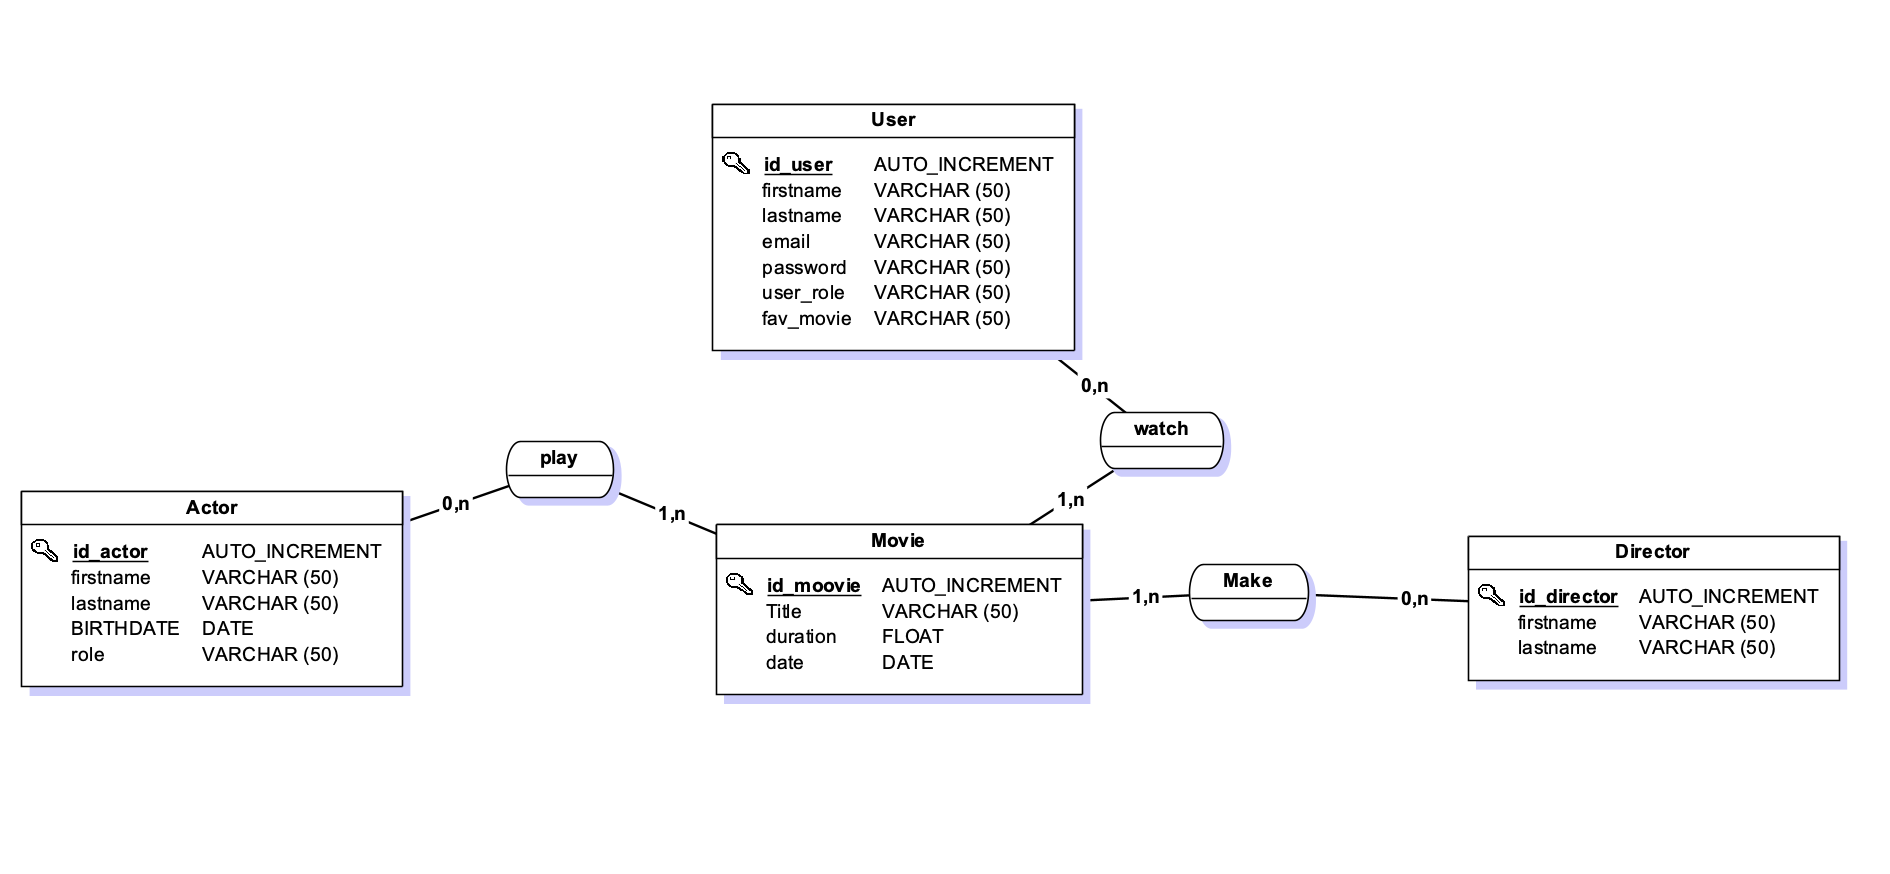 User
id_user AUTO_INCREMENT
firstname VARCHAR (50)
lastname VARCHAR (50)
email VARCHAR (50)
password VARCHAR (50)
user_role VARCHAR (50)
fav_movie VARCHAR (50)
0,n
watch
1,n
play
0,n
1,n
Actor
id_actor AUTO_INCREMENT
firstname VARCHAR (50)
lastname VARCHAR (50)
BIRTHDATE DATE
role VARCHAR (50)
Movie
id_moovie AUTO_INCREMENT
Title VARCHAR (50)
duration FLOAT
date DATE
Make
1,n
0,n
Director
id_director AUTO_INCREMENT
firstname VARCHAR (50)
lastname VARCHAR (50)